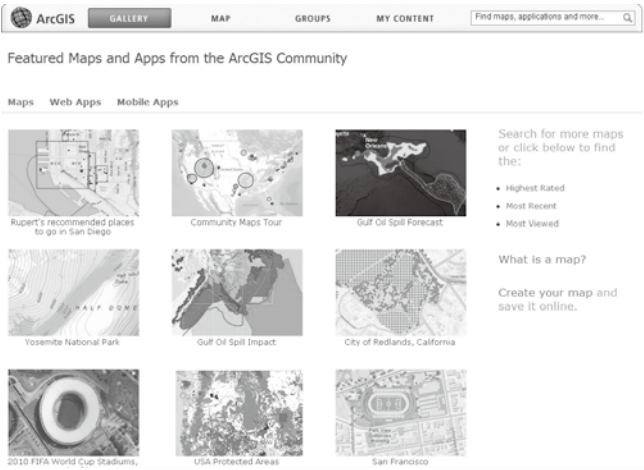 ArcGIS GALLERY MAP GROUPS MY CONTENT Find maps, applications and more...
Featured Maps and Apps from the ArcGIS Community
Maps Web Apps Mobile Apps
New
Orleans
Rupert's recommended places
to go in San Diego
Community Maps Tour
Gulf Oil Spill Forecast
Search for more maps
or click below to find
the:
Highest Rated
Most Recent
Most Viewed
HALF DOME
Yosemite National Park
Gulf Oil Spill Impact
City of Redlands, California
What is a map?
Create your map and
save it online.
2010 FIFA World Cup Stadiums,
USA Protected Areas
San Francisco